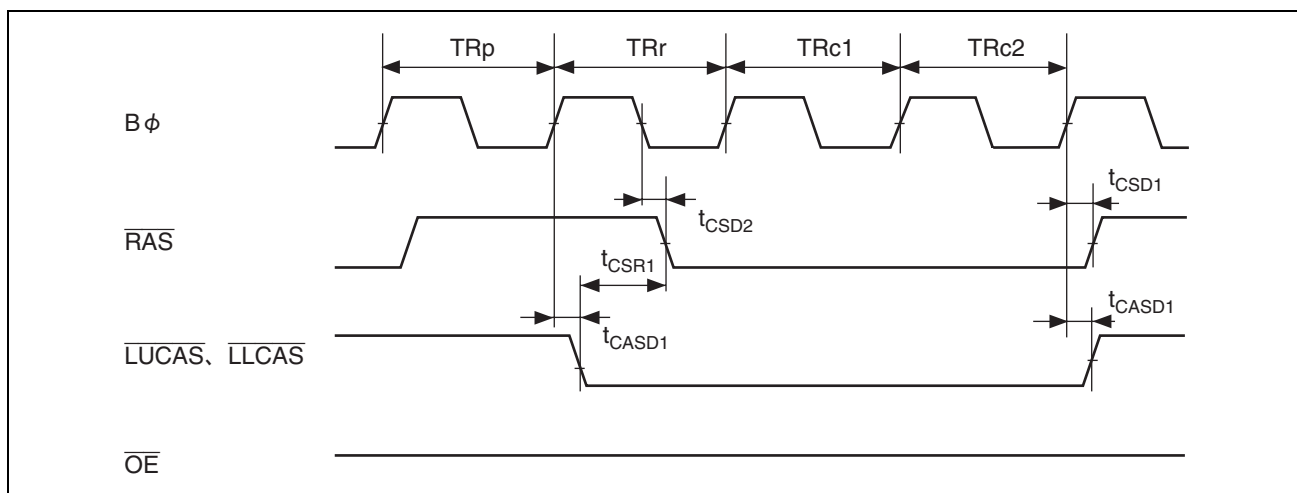 TRp TRr TRc1 TRc2
Bφ
tCSD1
tCSD2
RAS
tCSR1
tCASD1
tCASD1
LUCAS、LLCAS
OE